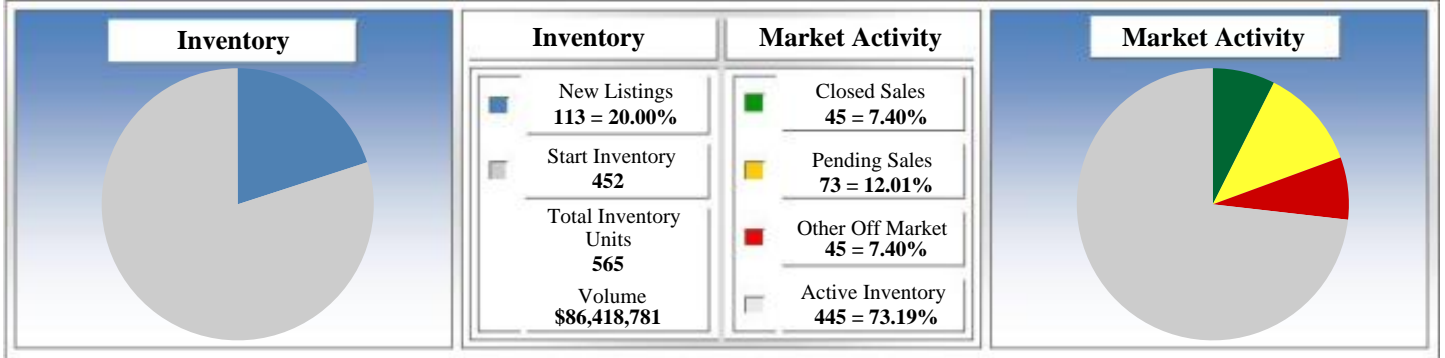 Inventory
Inventory
Market Activity
Market Activity
New Listings
113 = 20.00%
Start Inventory
452
Total Inventory
Units
565
Volume
$86,418,781
Closed Sales
45 = 7.40%
Pending Sales
73 = 12.01%
Other Off Market
45 = 7.40%
Active Inventory
445 = 73.19%